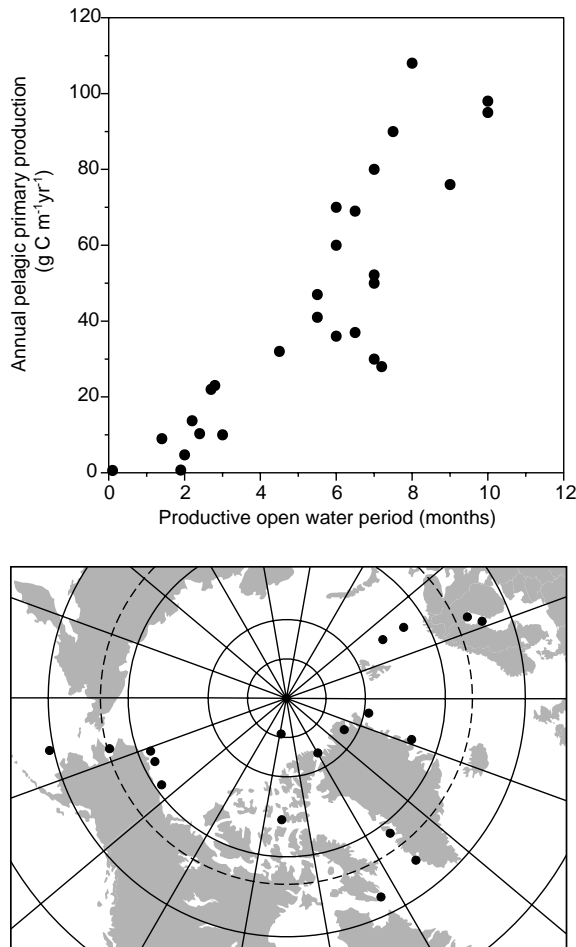 120
100
80
60
40
20
0
Annual pelagic primary production
(g C m-1yr-1)
0 2 4 6 8 10 12
Productive open water period (months)